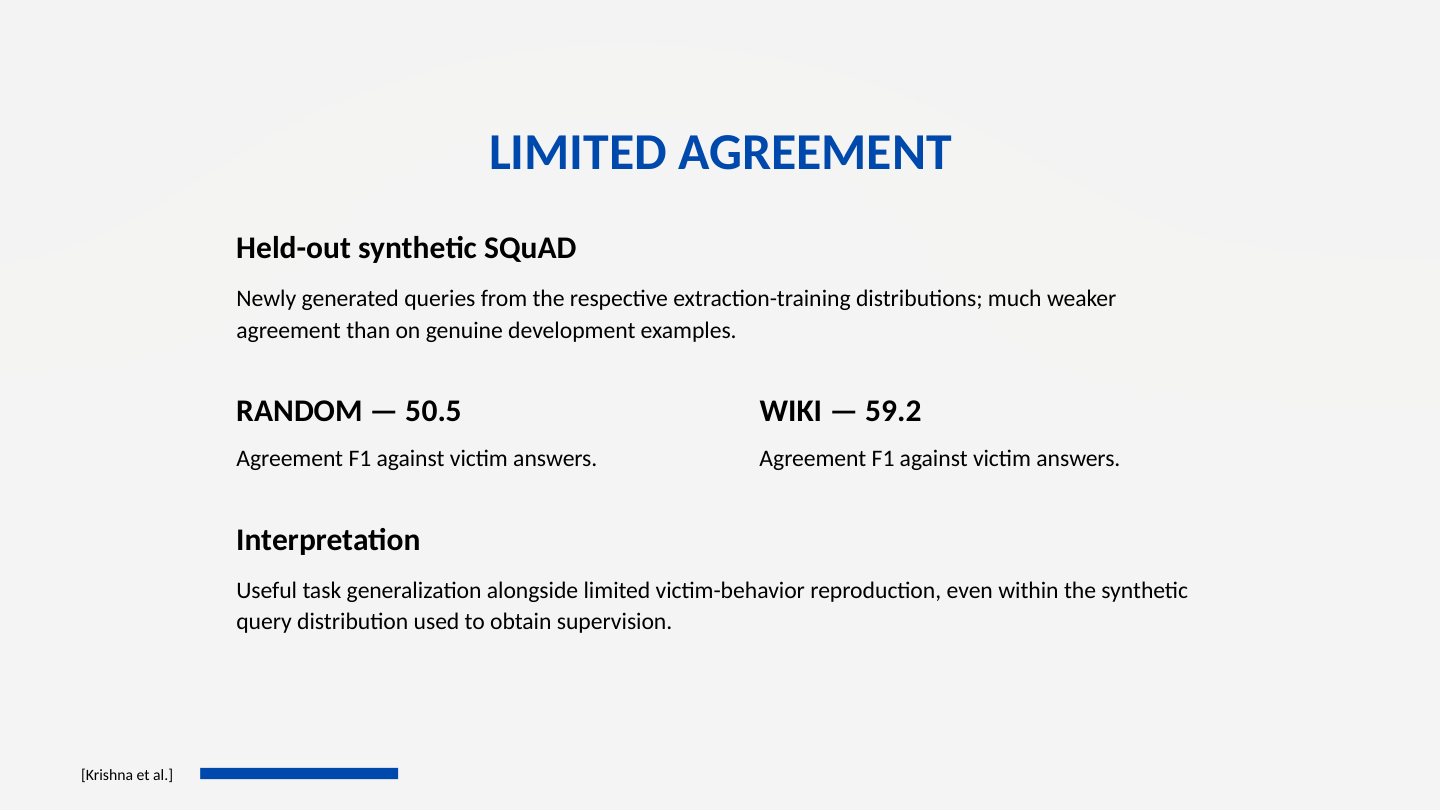 LIMITED AGREEMENT
Held-out synthetic SQuAD
Newly generated queries from the respective extraction-training distributions; much weaker
agreement than on genuine development examples.
RANDOM — 50.5
Agreement F1 against victim answers.
WIKI — 59.2
Agreement F1 against victim answers.
Interpretation
Useful task generalization alongside limited victim-behavior reproduction, even within the synthetic
query distribution used to obtain supervision.
[Krishna et al.]